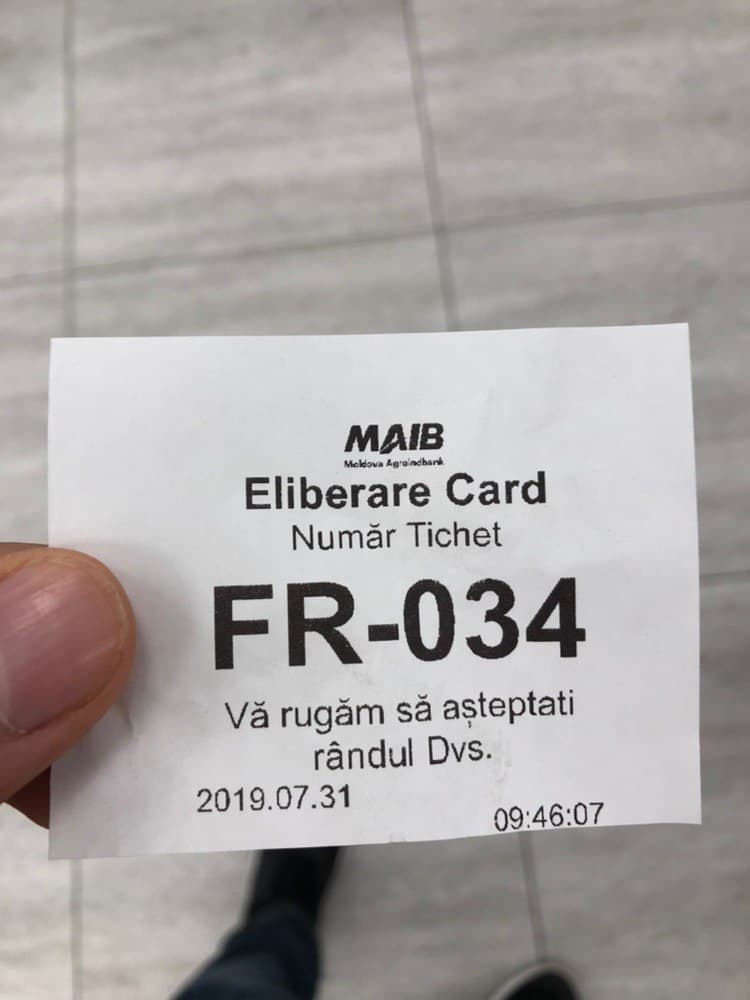 MAIB
Moldova Agroindbank
Eliberare Card
Număr Tichet
FR-034
Vă rugăm să așteptati
rândul Dvs.
2019.07.31
09:46:07